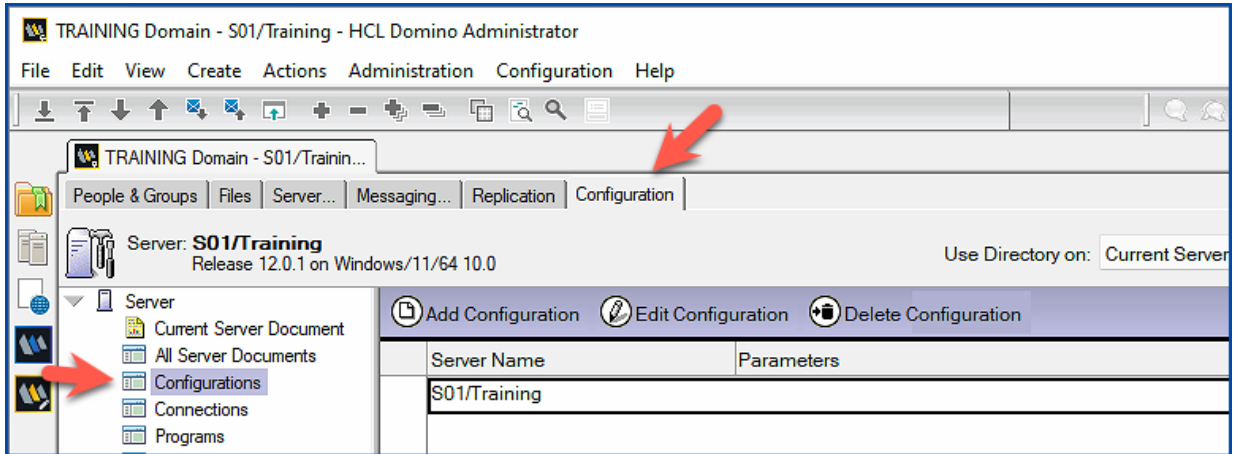 TRAINING Domain - S01/Training - HCL Domino Administrator
File Edit View Create Actions Administration Configuration Help
TRAINING Domain - S01/Trainin...
People & Groups Files Server... Messaging... Replication Configuration
Server: S01/Training
Release 12.0.1 on Windows/11/64 10.0
Use Directory on: Current Server
Server
Current Server Document
All Server Documents
Configurations
Connections
Programs
Add Configuration Edit Configuration Delete Configuration
Server Name Parameters
S01/Training